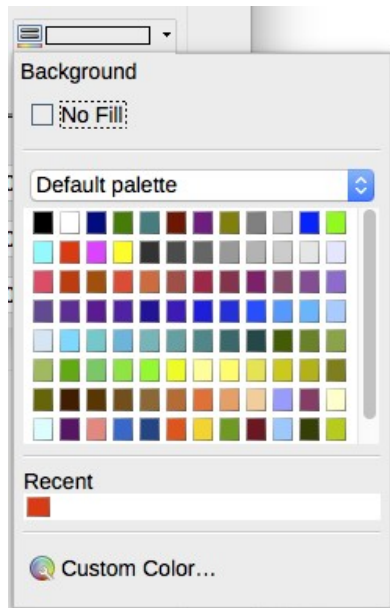 Background
No Fill
Default palette
Recent
Custom Color...